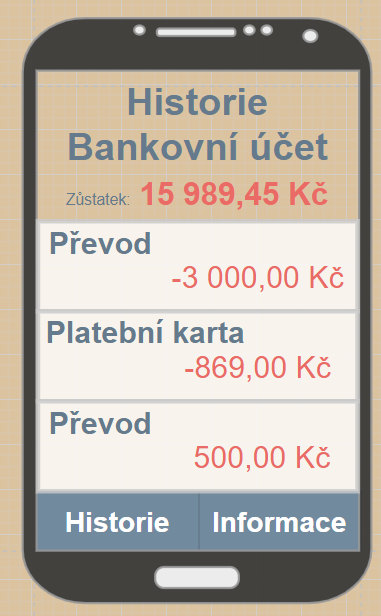 Historie
Bankovní účet
Zůstatek: 15 989,45 Kč
Převod
-3 000,00 Kč
Platební karta
-869,00 Kč
Převod
500,00 Kč
Historie Informace